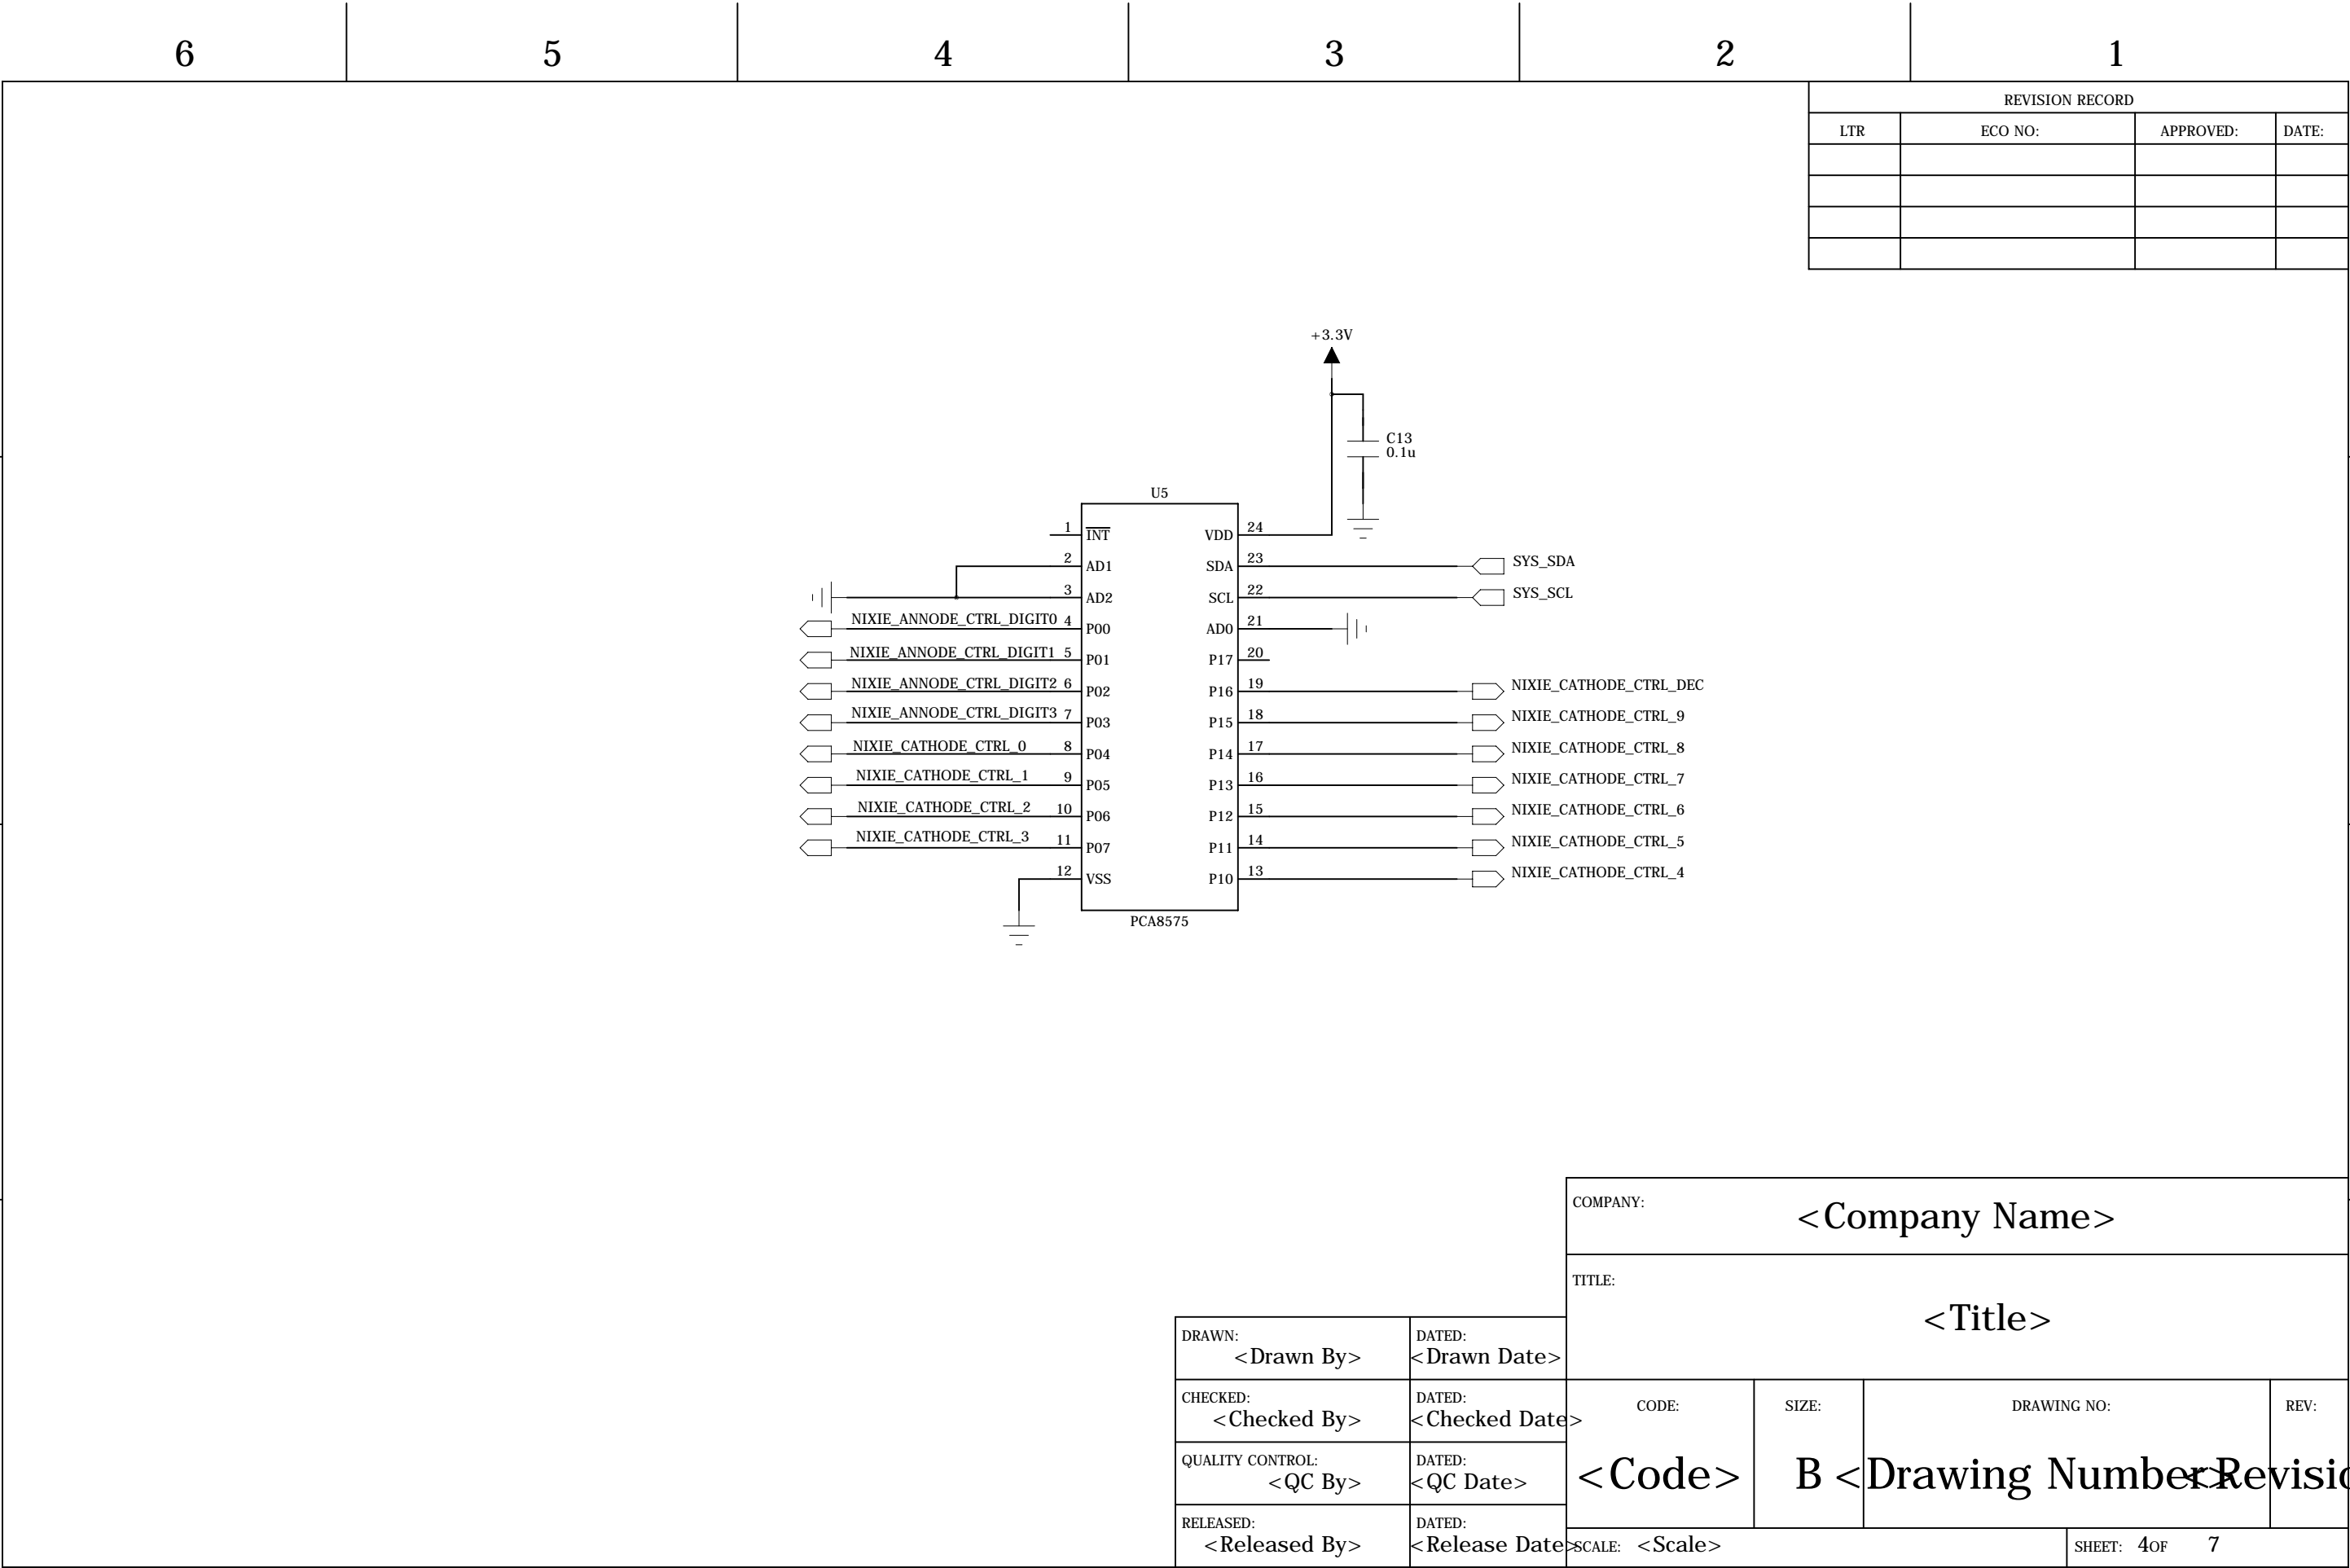 6 5 4 3 2 1
REVISION RECORD
LTR ECO NO: APPROVED: DATE:
+3.3V
C13
0.1u
U5
1 INT VDD 24
2 AD1 SDA 23 SYS_SDA
3 AD2 SCL 22 SYS_SCL
NIXIE_ANNODE_CTRL_DIGIT0 4 P00 AD0 21
NIXIE_ANNODE_CTRL_DIGIT1 5 P01 P17 20
NIXIE_ANNODE_CTRL_DIGIT2 6 P02 P16 19 NIXIE_CATHODE_CTRL_DEC
NIXIE_ANNODE_CTRL_DIGIT3 7 P03 P15 18 NIXIE_CATHODE_CTRL_9
NIXIE_CATHODE_CTRL_0 8 P04 P14 17 NIXIE_CATHODE_CTRL_8
NIXIE_CATHODE_CTRL_1 9 P05 P13 16 NIXIE_CATHODE_CTRL_7
NIXIE_CATHODE_CTRL_2 10 P06 P12 15 NIXIE_CATHODE_CTRL_6
NIXIE_CATHODE_CTRL_3 11 P07 P11 14 NIXIE_CATHODE_CTRL_5
12 VSS P10 13 NIXIE_CATHODE_CTRL_4
PCA8575
COMPANY:
<Company Name>
TITLE:
<Title>
DRAWN: DATED:
<Drawn By> <Drawn Date>
CHECKED: DATED:
<Checked By> <Checked Date>
CODE: SIZE: DRAWING NO: REV:
QUALITY CONTROL: DATED:
<QC By> <QC Date>
<Code> B <Drawing Number> <Revisio
RELEASED: DATED:
<Released By> <Release Date>
SCALE: <Scale> SHEET: 4 OF 7